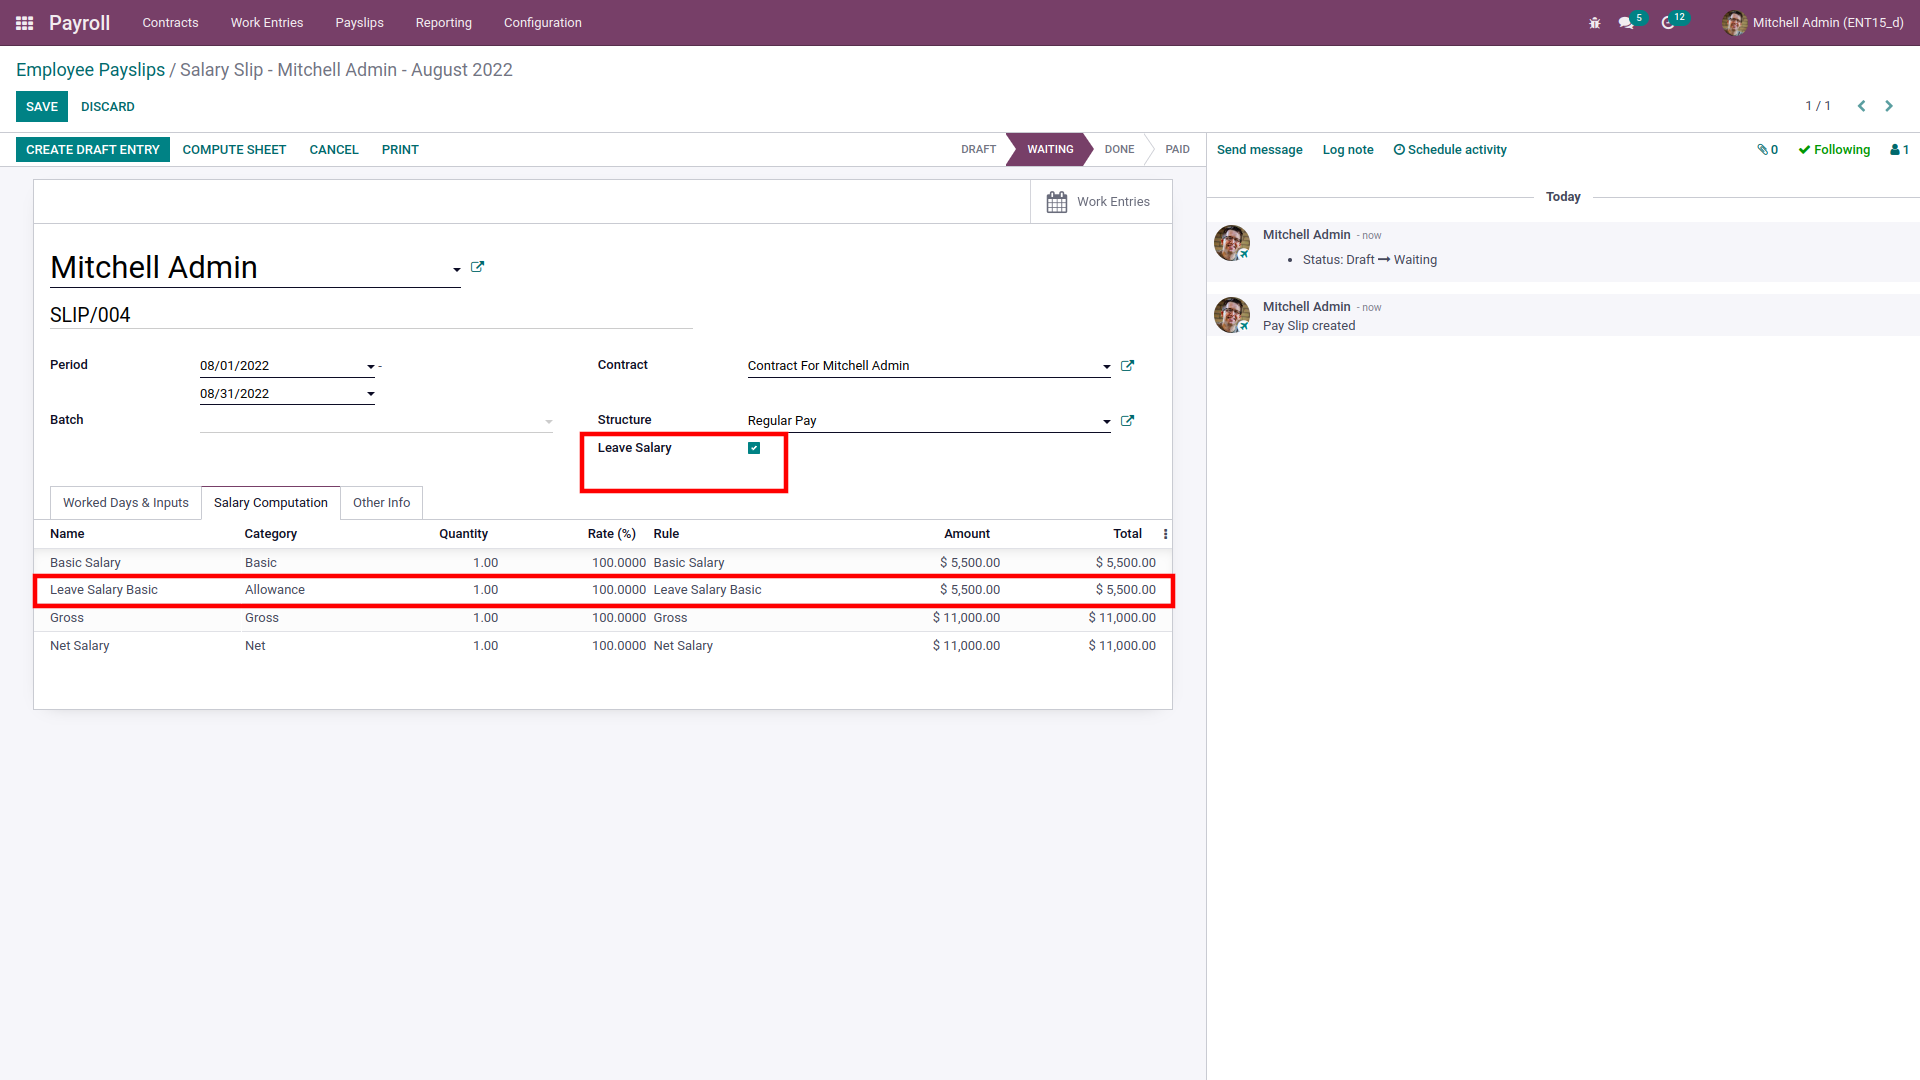 Payroll Contracts Work Entries Payslips Reporting Configuration 5 12 Mitchell Admin (ENT15_d)
Employee Payslips / Salary Slip - Mitchell Admin - August 2022
SAVE DISCARD 1 / 1
CREATE DRAFT ENTRY COMPUTE SHEET CANCEL PRINT DRAFT WAITING DONE PAID
Send message Log note Schedule activity 0 Following 1
Work Entries
Today
Mitchell Admin - now
Status: Draft → Waiting
Mitchell Admin - now
Pay Slip created
Mitchell Admin
SLIP/004
Period 08/01/2022 -
08/31/2022
Batch
Contract Contract For Mitchell Admin
Structure Regular Pay
Leave Salary
Worked Days & Inputs Salary Computation Other Info
Name Category Quantity Rate (%) Rule Amount Total
Basic Salary Basic 1.00 100.0000 Basic Salary $ 5,500.00 $ 5,500.00
Leave Salary Basic Allowance 1.00 100.0000 Leave Salary Basic $ 5,500.00 $ 5,500.00
Gross Gross 1.00 100.0000 Gross $ 11,000.00 $ 11,000.00
Net Salary Net 1.00 100.0000 Net Salary $ 11,000.00 $ 11,000.00